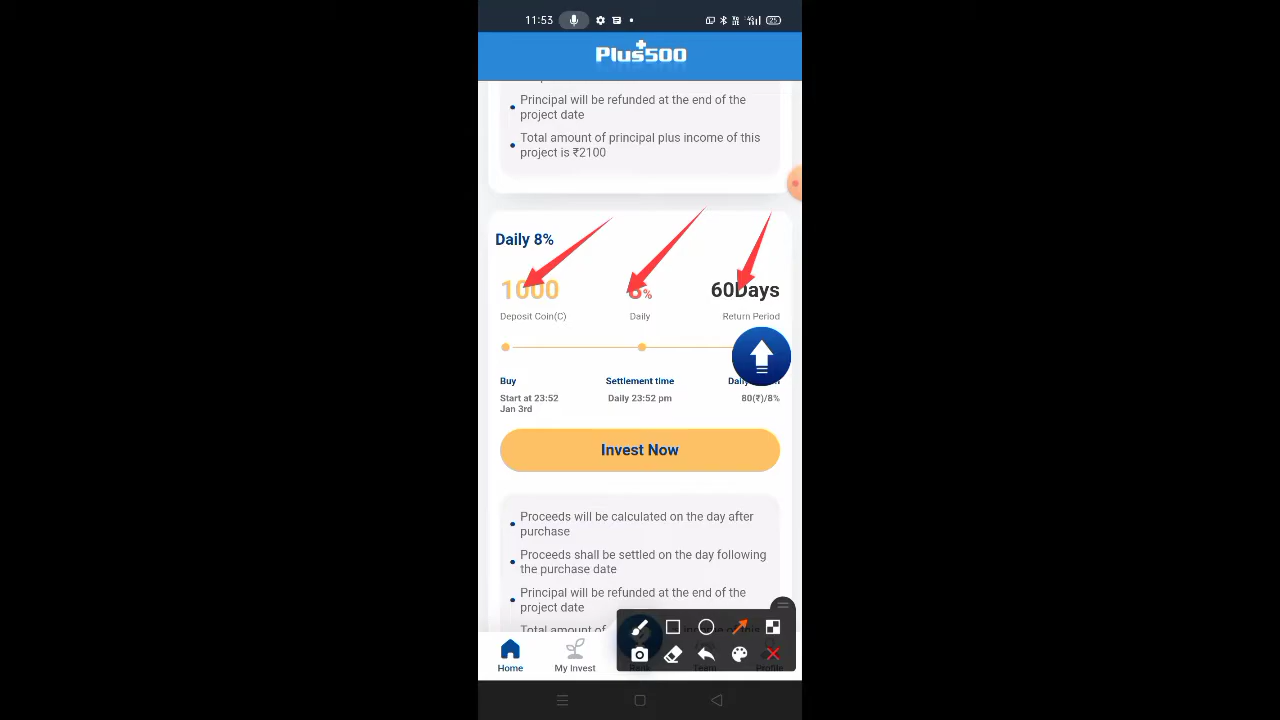 11:53
Plus500
Principal will be refunded at the end of the
project date
Total amount of principal plus income of this
project is ₹2100
Daily 8%
1000
%
60Days
Deposit Coin(C)
Daily
Return Period
Buy
Settlement time
Start at 23:52
Jan 3rd
Daily 23:52 pm
80(₹)/8%
Invest Now
Proceeds will be calculated on the day after
purchase
Proceeds shall be settled on the day following
the purchase date
Principal will be refunded at the end of the
project date
Total amount of
Home
My Invest
Team
Profile